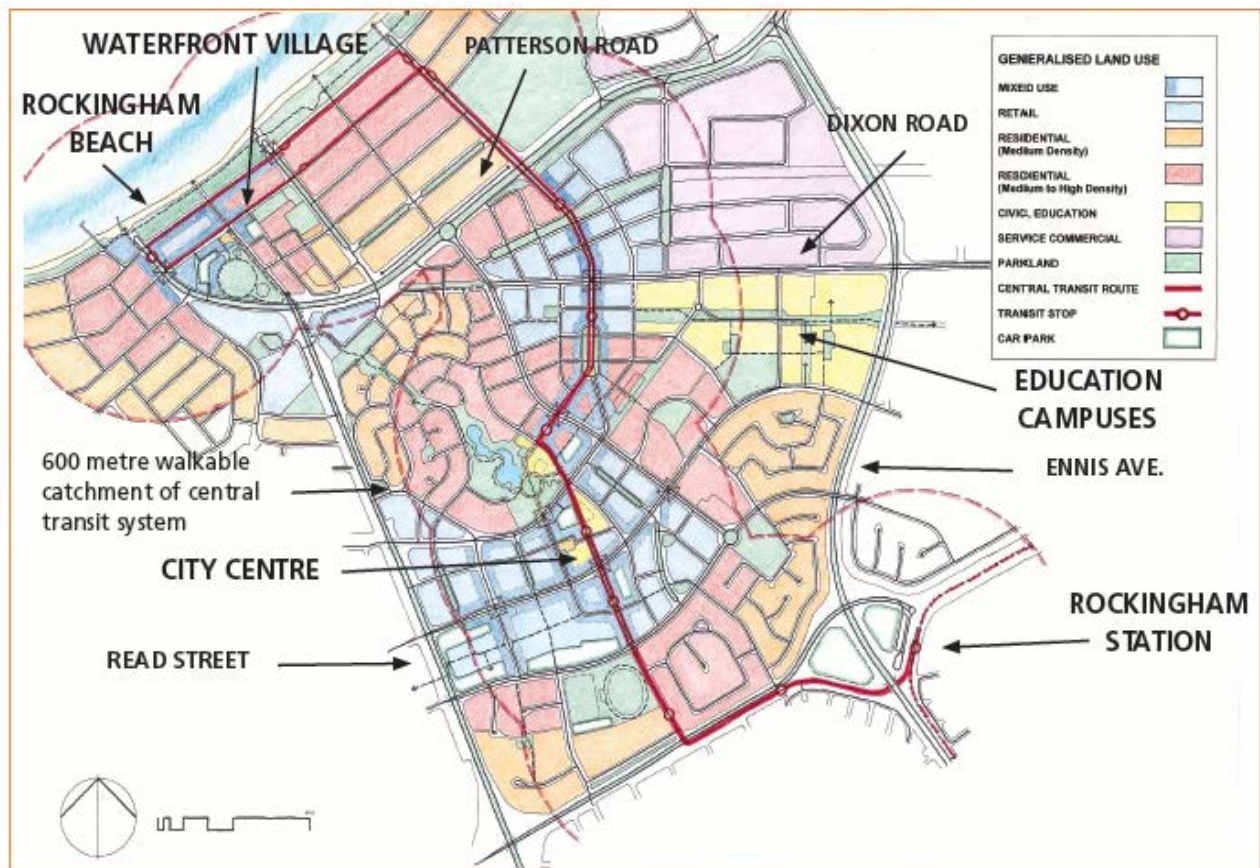 WATERFRONT VILLAGE
PATTERSON ROAD
ROCKINGHAM
BEACH
DIXON ROAD
GENERALISED LAND USE
MIXED USE
RETAIL
RESIDENTIAL
(Medium Density)
RESDIENTIAL
(Medium to High Density)
CIVIC, EDUCATION
SERVICE COMMERCIAL
PARKLAND
CENTRAL TRANSIT ROUTE
TRANSIT STOP
CAR PARK
EDUCATION
CAMPUSES
ENNIS AVE.
600 metre walkable
catchment of central
transit system
CITY CENTRE
READ STREET
ROCKINGHAM
STATION